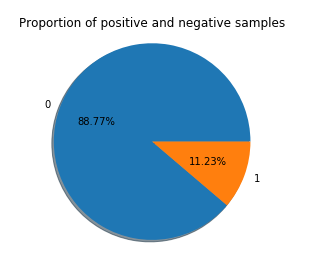 Proportion of positive and negative samples
0
88.77%
11.23%
1